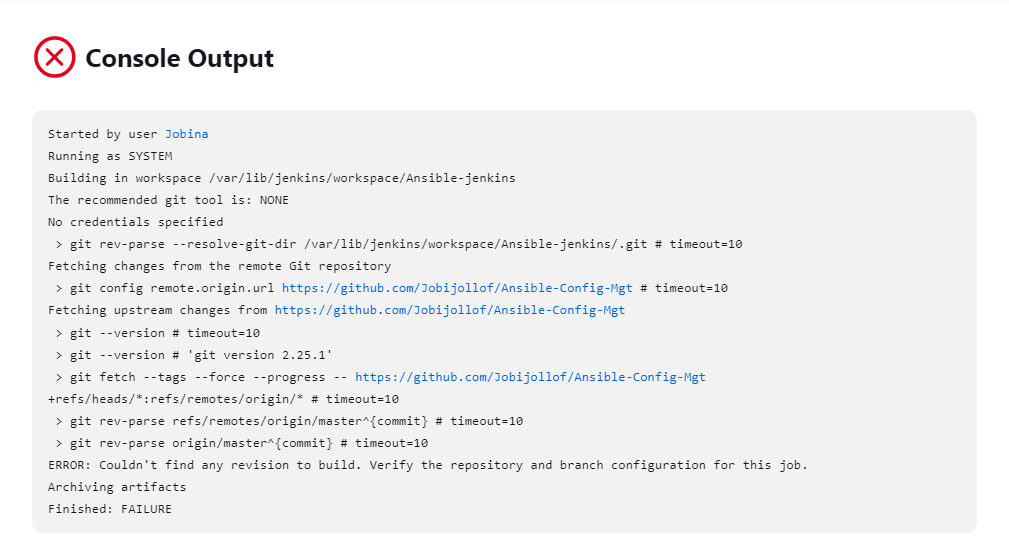 Console Output
Started by user Jobina
Running as SYSTEM
Building in workspace /var/lib/jenkins/workspace/Ansible-jenkins
The recommended git tool is: NONE
No credentials specified
 > git rev-parse --resolve-git-dir /var/lib/jenkins/workspace/Ansible-jenkins/.git # timeout=10
Fetching changes from the remote Git repository
 > git config remote.origin.url https://github.com/Jobijollof/Ansible-Config-Mgt # timeout=10
Fetching upstream changes from https://github.com/Jobijollof/Ansible-Config-Mgt
 > git --version # timeout=10
 > git --version # 'git version 2.25.1'
 > git fetch --tags --force --progress -- https://github.com/Jobijollof/Ansible-Config-Mgt
+refs/heads/*:refs/remotes/origin/* # timeout=10
 > git rev-parse refs/remotes/origin/master^{commit} # timeout=10
 > git rev-parse origin/master^{commit} # timeout=10
ERROR: Couldn't find any revision to build. Verify the repository and branch configuration for this job.
Archiving artifacts
Finished: FAILURE